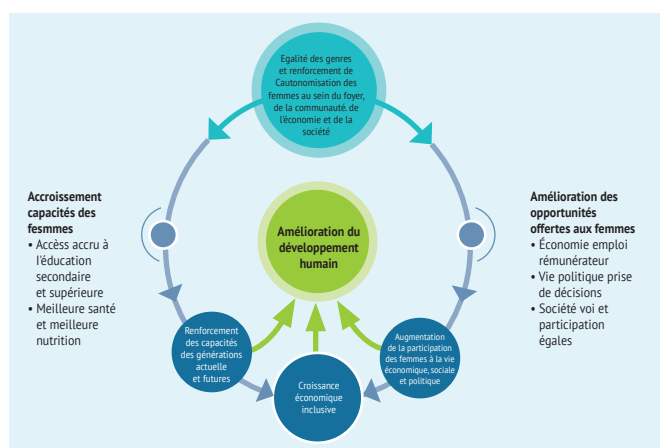 Egalité des genres
et renforcement de
Cautonomisation des
femmes au sein du foyer,
de la communauté. de
l'économie et de la
société
Accroissement
capacités des
femmes
• Accès accru à
l'éducation
secondaire
et supérieure
• Meilleure santé
et meilleure
nutrition
Amélioration du
développement
humain
Amélioration des
opportunités
offertes aux femmes
• Économie emploi
rémunérateur
• Vie politique prise
de décisions
• Société voi et
participation
égales
Renforcement
des capacités
des générations
actuelle
et futures
Croissance
économique
inclusive
Augmentation
de la participation
des femmes à la vie
économique, sociale
et politique